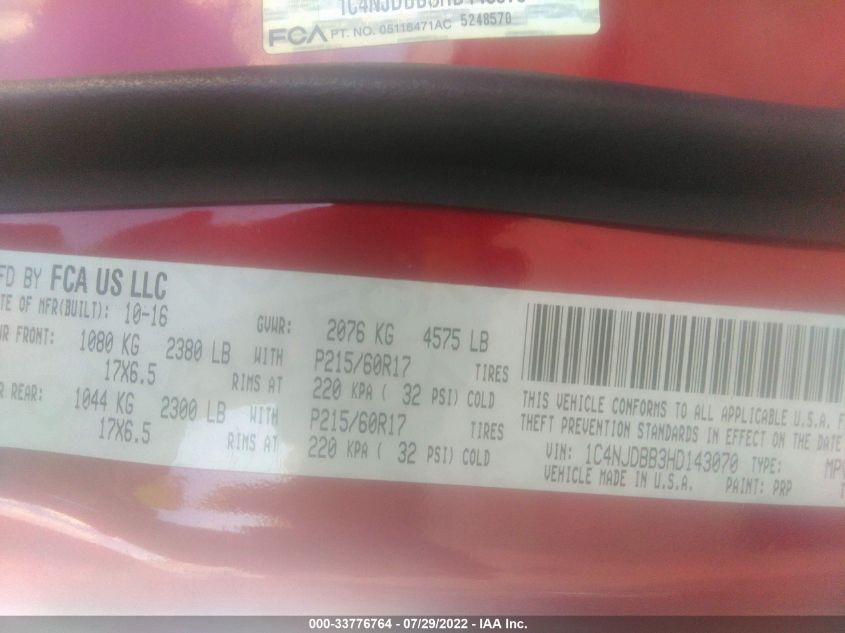 FCA PT. NO. 05116471AC 5248570
MFD BY FCA US LLC
DATE OF MFR(BUILT): 10-16 GVWR: 2076 KG 4575 LB
FRONT: 1080 KG 2380 LB WITH P215/60R17 TIRES
17X6.5 RIMS AT 220 KPA ( 32 PSI) COLD
REAR: 1044 KG 2300 LB WITH P215/60R17 TIRES
17X6.5 RIMS AT 220 KPA ( 32 PSI) COLD
THIS VEHICLE CONFORMS TO ALL APPLICABLE U.S.A.
THEFT PREVENTION STANDARDS IN EFFECT ON THE DATE
VIN: 1C4NJDBB3HD143070 TYPE: MPV
VEHICLE MADE IN U.S.A. PAINT: PRP
000-33776764 - 07/29/2022 - IAA Inc.